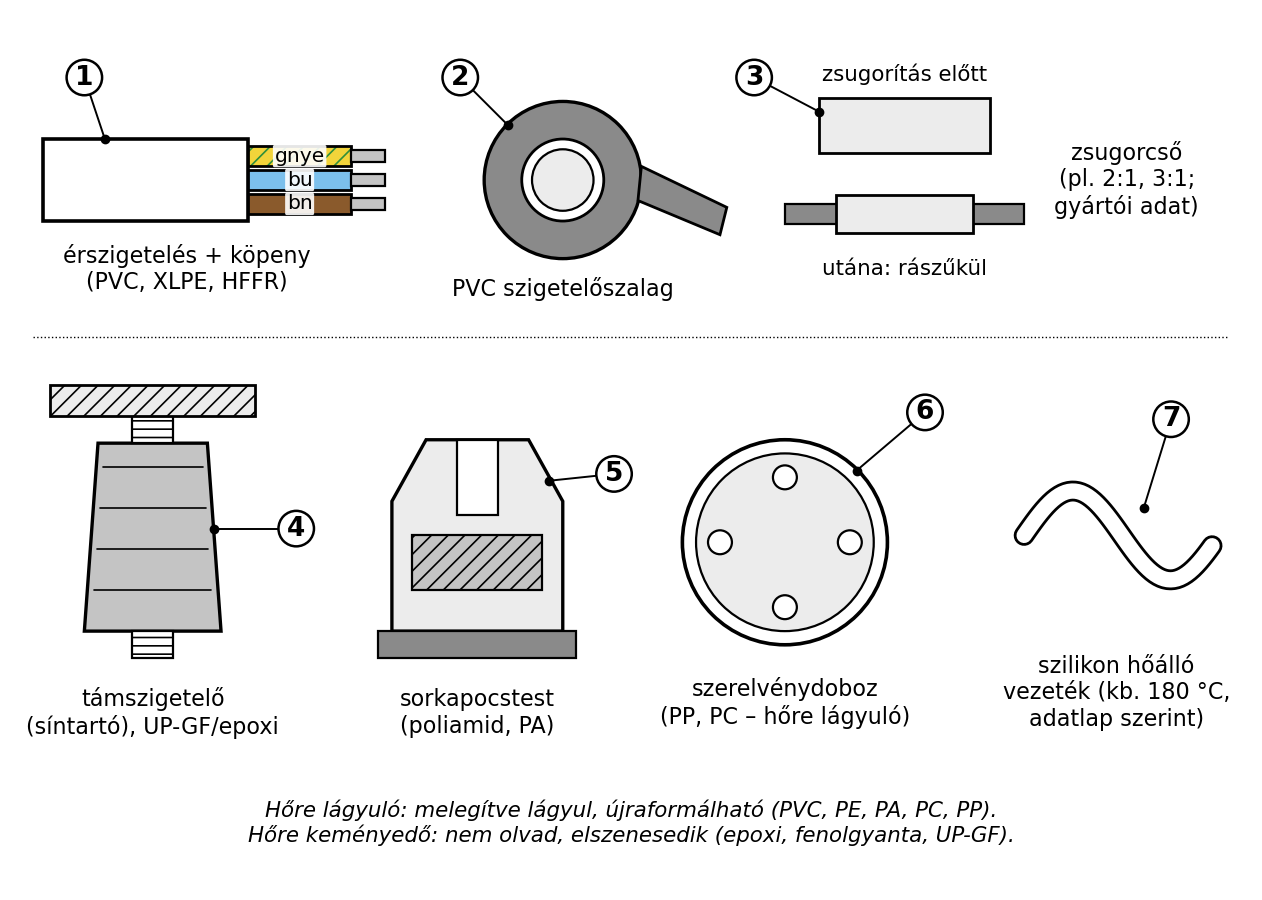 1
2
3
zsugorítás előtt
gnye
bu
bn
zsugorcső
(pl. 2:1, 3:1;
gyártói adat)
érszigetelés + köpeny
(PVC, XLPE, HFFR)
PVC szigetelőszalag
utána: rászűkül
4
5
6
7
támszigetelő
(síntartó), UP-GF/epoxi
sorkapocstest
(poliamid, PA)
szerelvénydoboz
(PP, PC – hőre lágyuló)
szilikon hőálló
vezeték (kb. 180 °C,
adatlap szerint)
Hőre lágyuló: melegítve lágyul, újraformálható (PVC, PE, PA, PC, PP).
Hőre keményedő: nem olvad, elszenesedik (epoxi, fenolgyanta, UP-GF).